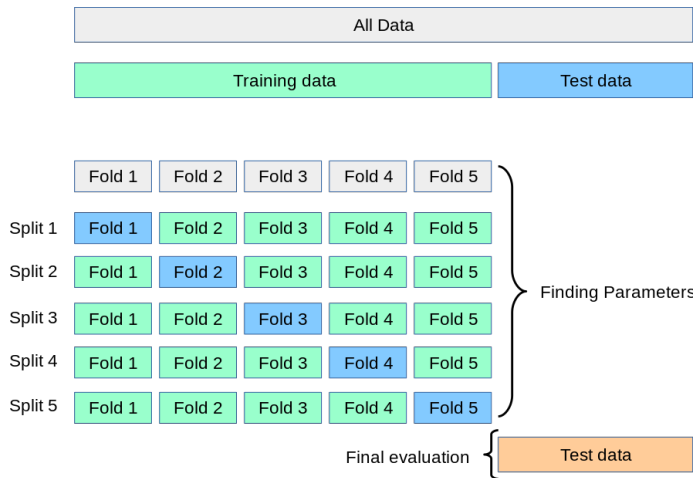 All Data
Training data Test data
Fold 1 Fold 2 Fold 3 Fold 4 Fold 5
Split 1 Fold 1 Fold 2 Fold 3 Fold 4 Fold 5
Split 2 Fold 1 Fold 2 Fold 3 Fold 4 Fold 5
Finding Parameters
Split 3 Fold 1 Fold 2 Fold 3 Fold 4 Fold 5
Split 4 Fold 1 Fold 2 Fold 3 Fold 4 Fold 5
Split 5 Fold 1 Fold 2 Fold 3 Fold 4 Fold 5
Final evaluation Test data